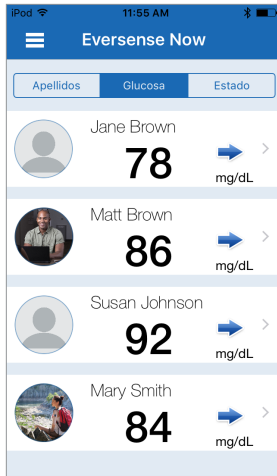 iPod 11:55 AM
Eversense Now
Apellidos Glucosa Estado
Jane Brown
78
mg/dL
Matt Brown
86
mg/dL
Susan Johnson
92
mg/dL
Mary Smith
84
mg/dL